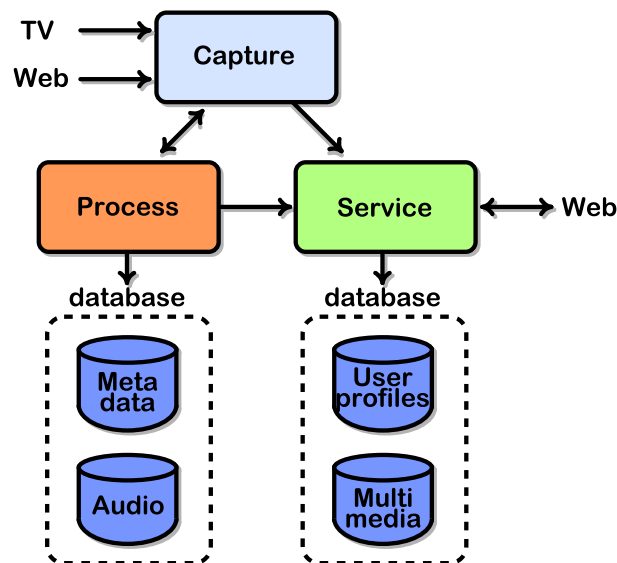 TV
Web
Capture
Process
Service
Web
database
database
Meta
data
User
profiles
Audio
Multi
media